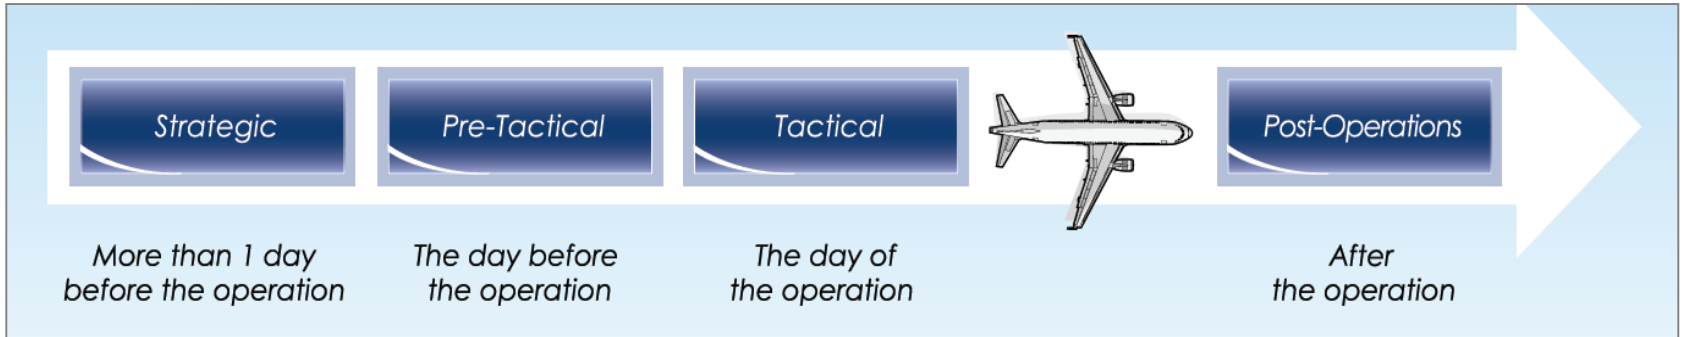 Strategic
Pre-Tactical
Tactical
Post-Operations
More than 1 day
before the operation
The day before
the operation
The day of
the operation
After
the operation